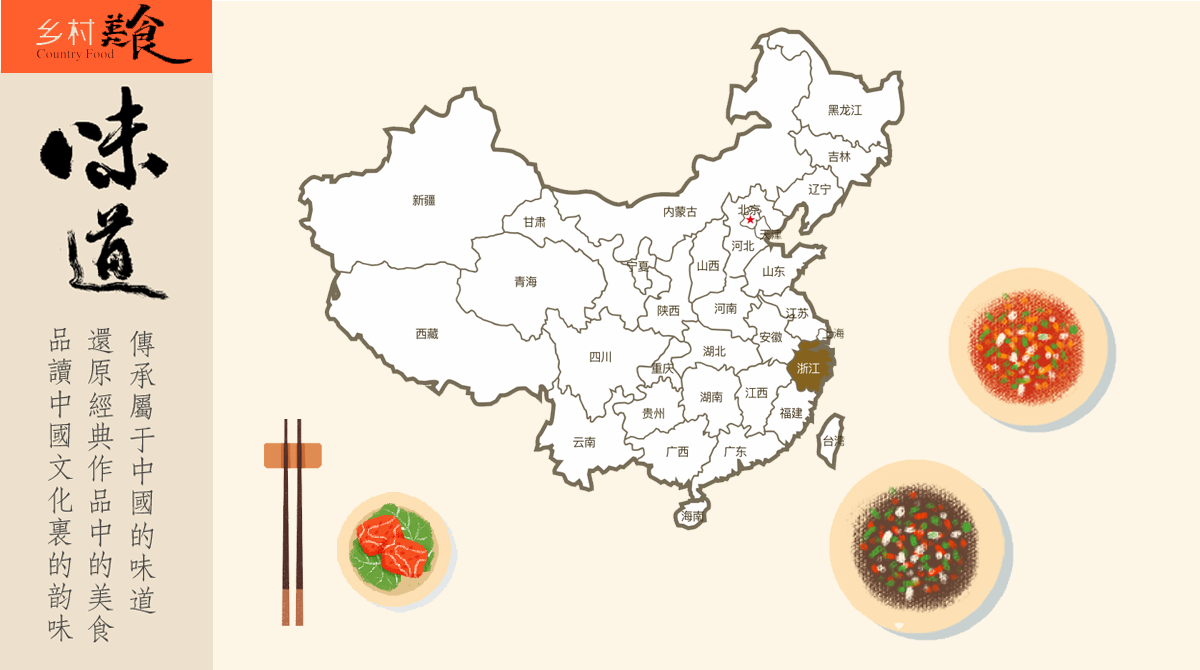 乡村美食
Country Food
味道
傳承屬于中國的味道
還原經典作品中的美食
品讀中國文化裏的韵味
黑龙江
吉林
辽宁
内蒙古
新疆
甘肃
北京
天津
河北
山西
山东
宁夏
青海
陕西
河南
江苏
西藏
安徽
上海
四川
湖北
重庆
浙江
湖南
江西
贵州
福建
云南
广西
广东
台湾
海南